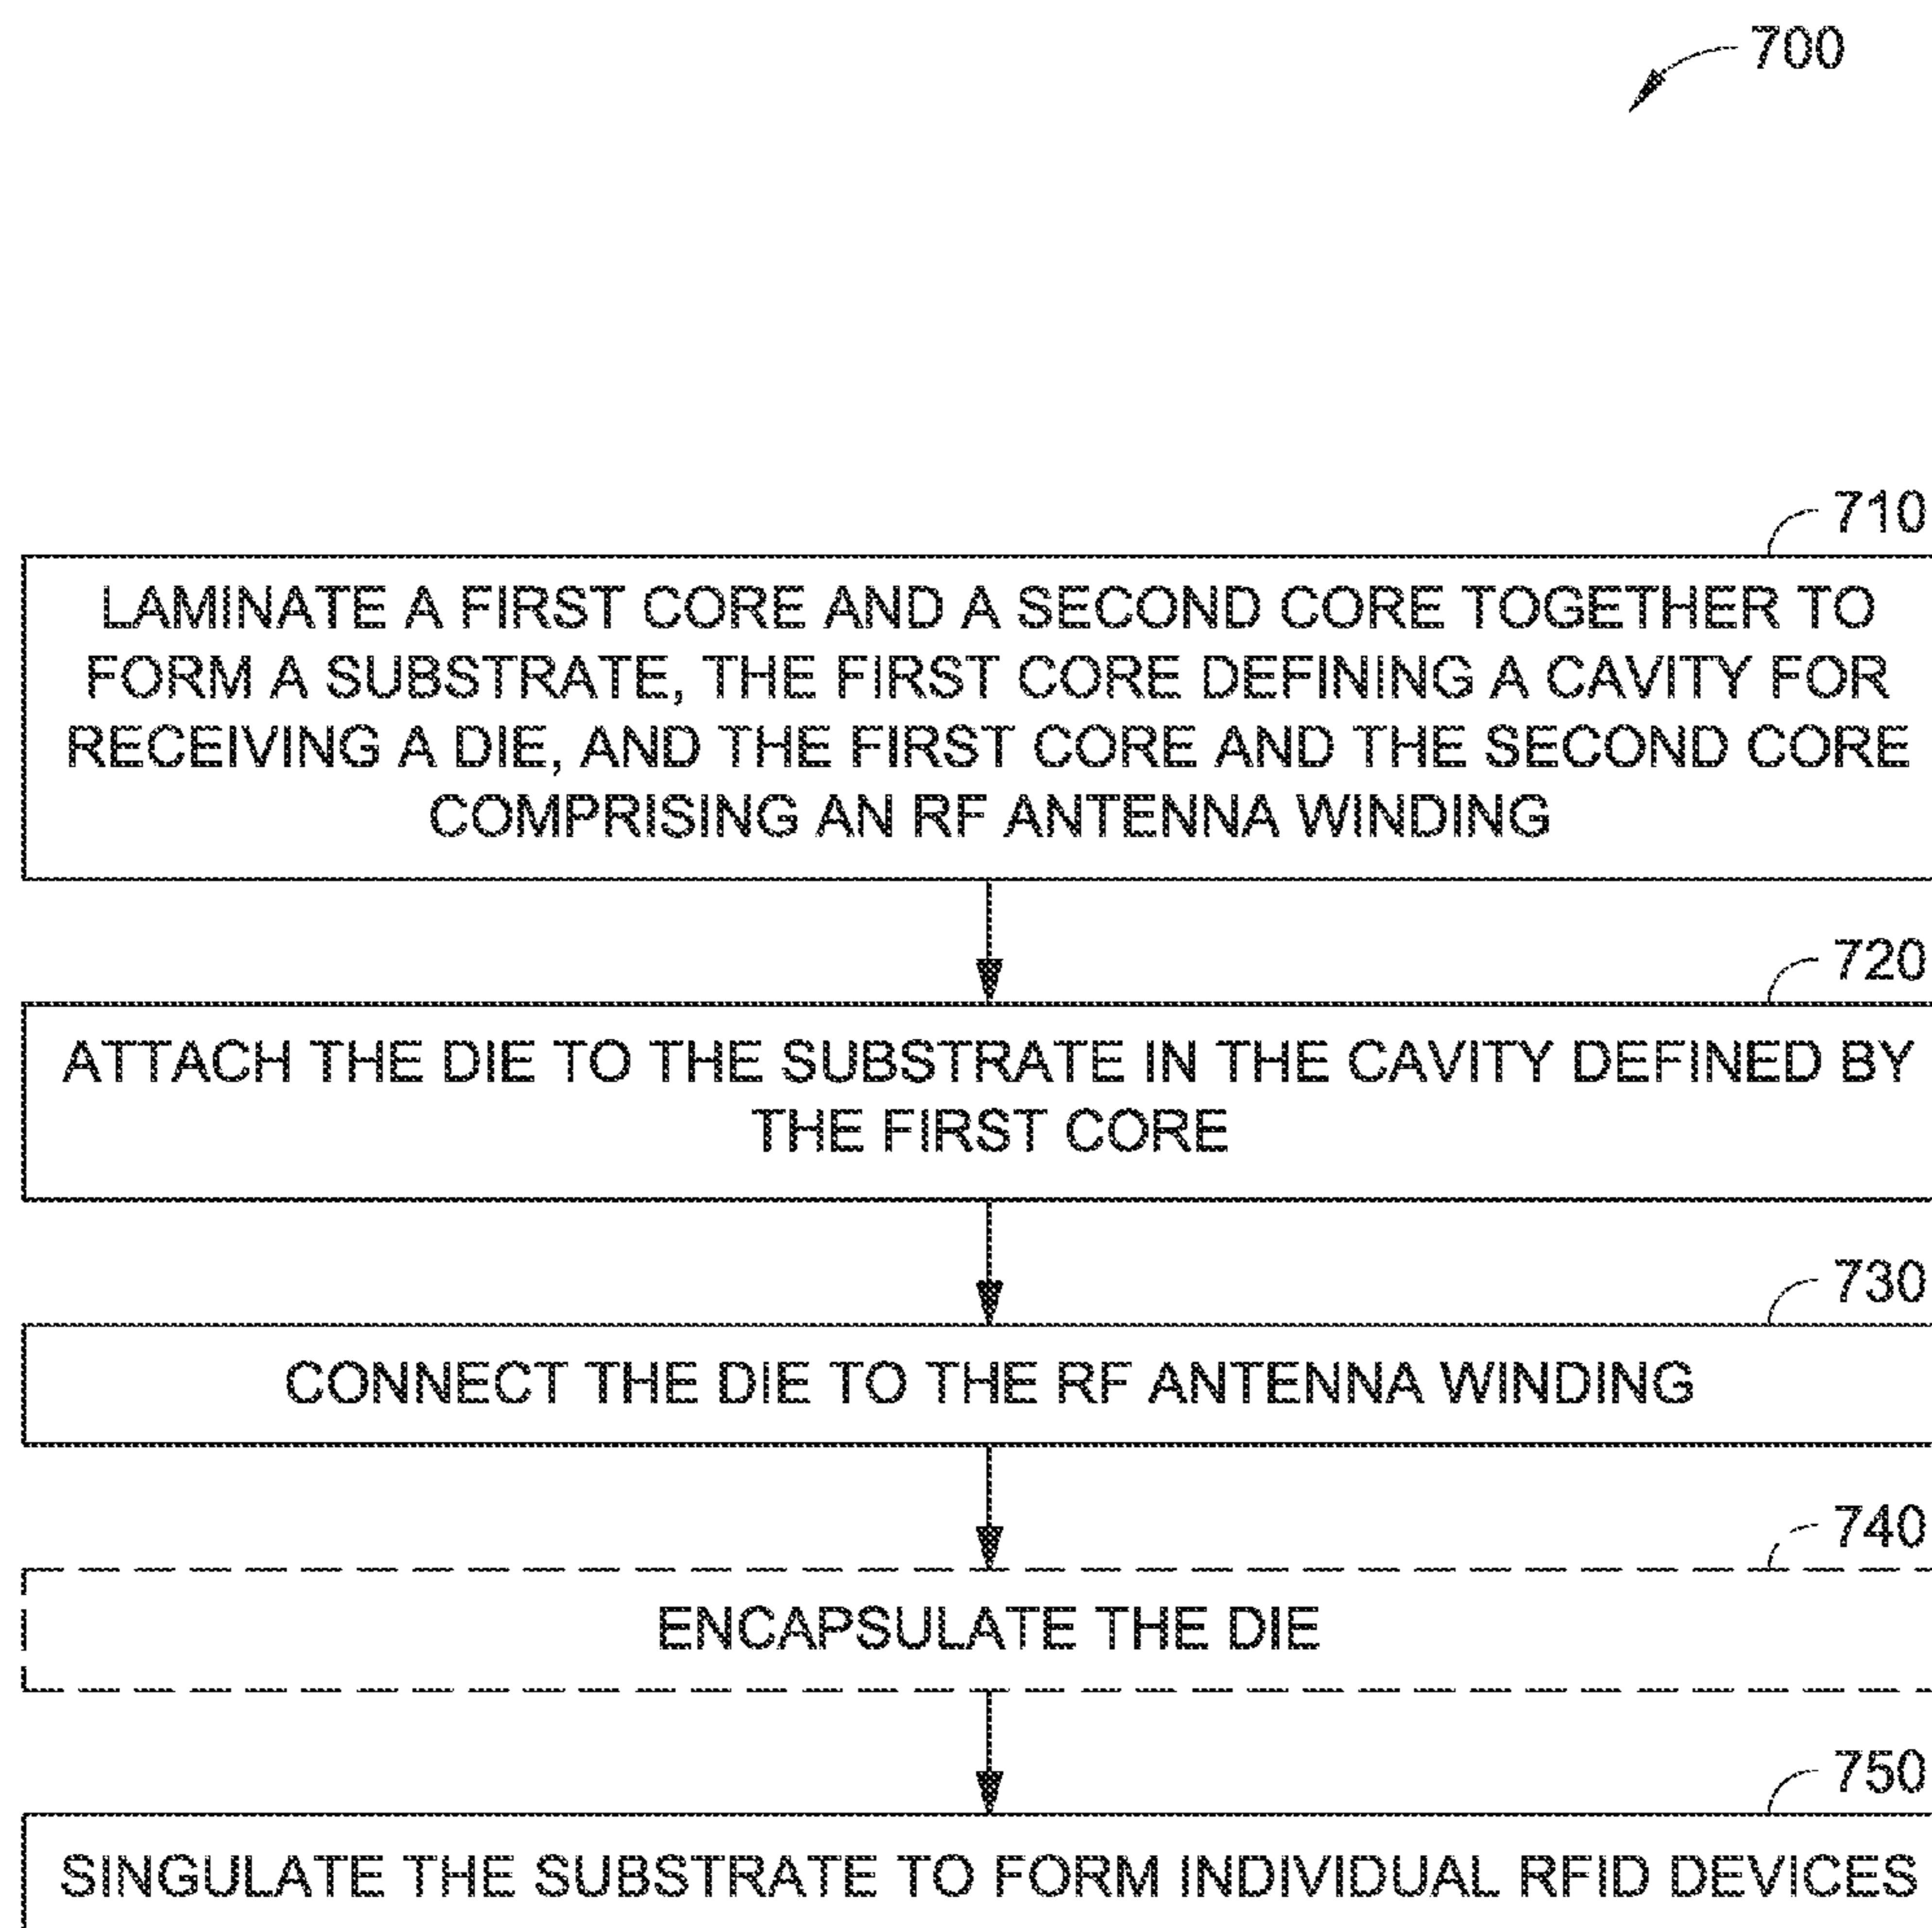 700
710
LAMINATE A FIRST CORE AND A SECOND CORE TOGETHER TO
FORM A SUBSTRATE, THE FIRST CORE DEFINING A CAVITY FOR
RECEIVING A DIE, AND THE FIRST CORE AND THE SECOND CORE
COMPRISING AN RF ANTENNA WINDING
720
ATTACH THE DIE TO THE SUBSTRATE IN THE CAVITY DEFINED BY
THE FIRST CORE
730
CONNECT THE DIE TO THE RF ANTENNA WINDING
740
ENCAPSULATE THE DIE
750
SINGULATE THE SUBSTRATE TO FORM INDIVIDUAL RFID DEVICES